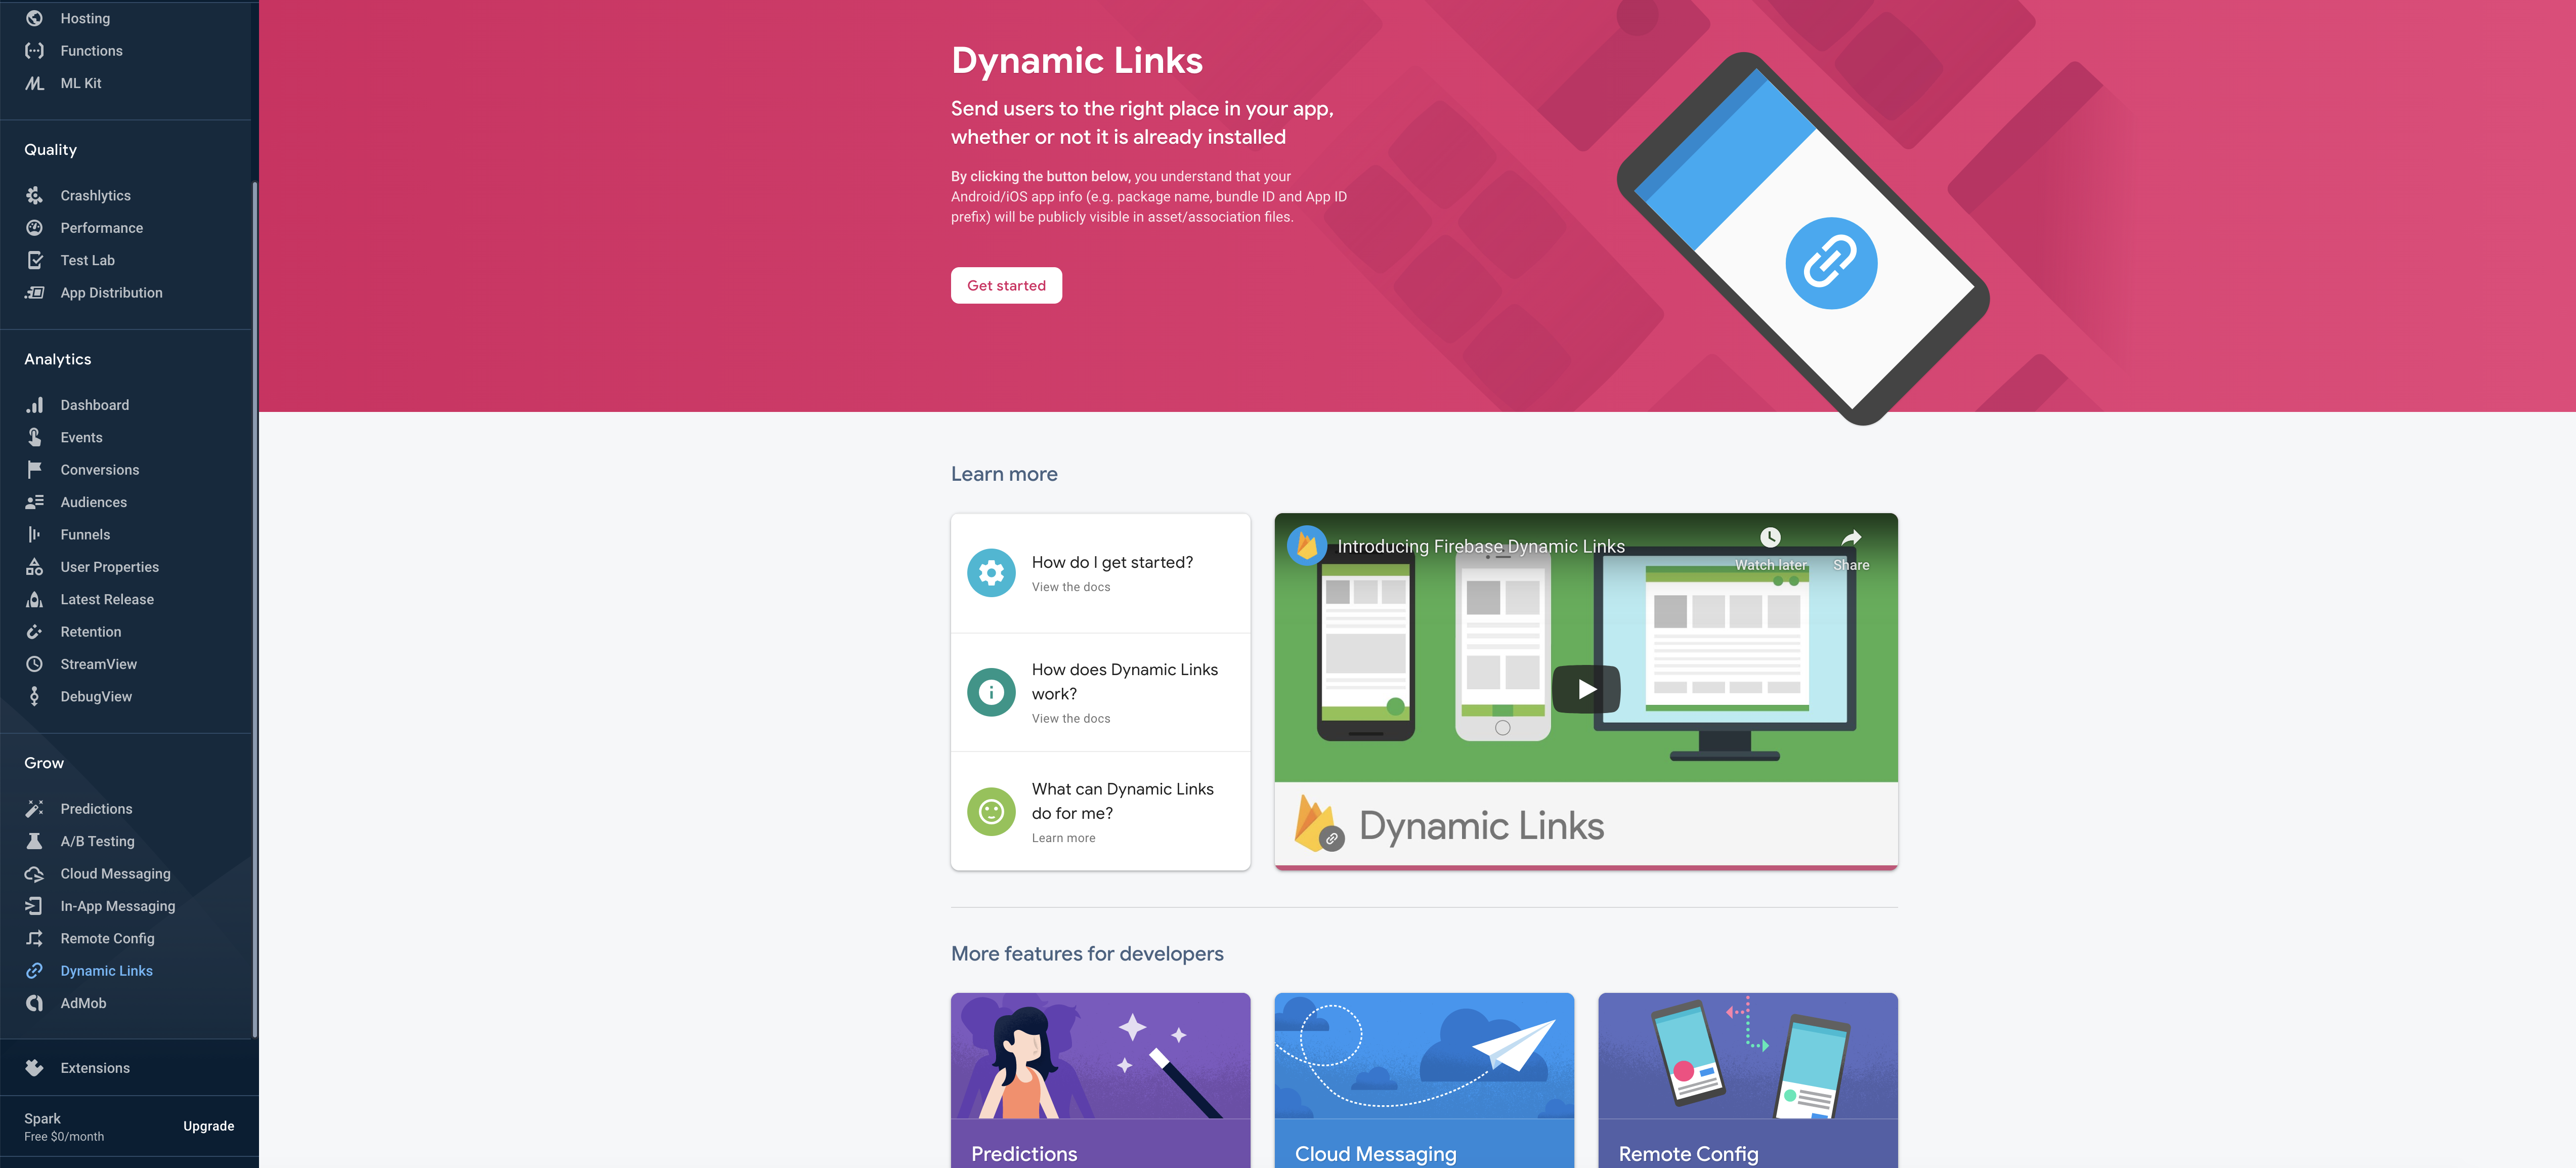 Hosting
Functions
ML Kit
Quality
Crashlytics
Performance
Test Lab
App Distribution
Analytics
Dashboard
Events
Conversions
Audiences
Funnels
User Properties
Latest Release
Retention
StreamView
DebugView
Grow
Predictions
A/B Testing
Cloud Messaging
In-App Messaging
Remote Config
Dynamic Links
AdMob
Extensions
Spark
Free $0/month
Upgrade
Dynamic Links
Send users to the right place in your app,
whether or not it is already installed
By clicking the button below, you understand that your
Android/iOS app info (e.g. package name, bundle ID and App ID
prefix) will be publicly visible in asset/association files.
Get started
Learn more
How do I get started?
View the docs
How does Dynamic Links
work?
View the docs
What can Dynamic Links
do for me?
Learn more
Introducing Firebase Dynamic Links
Watch later
Share
Dynamic Links
More features for developers
Predictions
Cloud Messaging
Remote Config